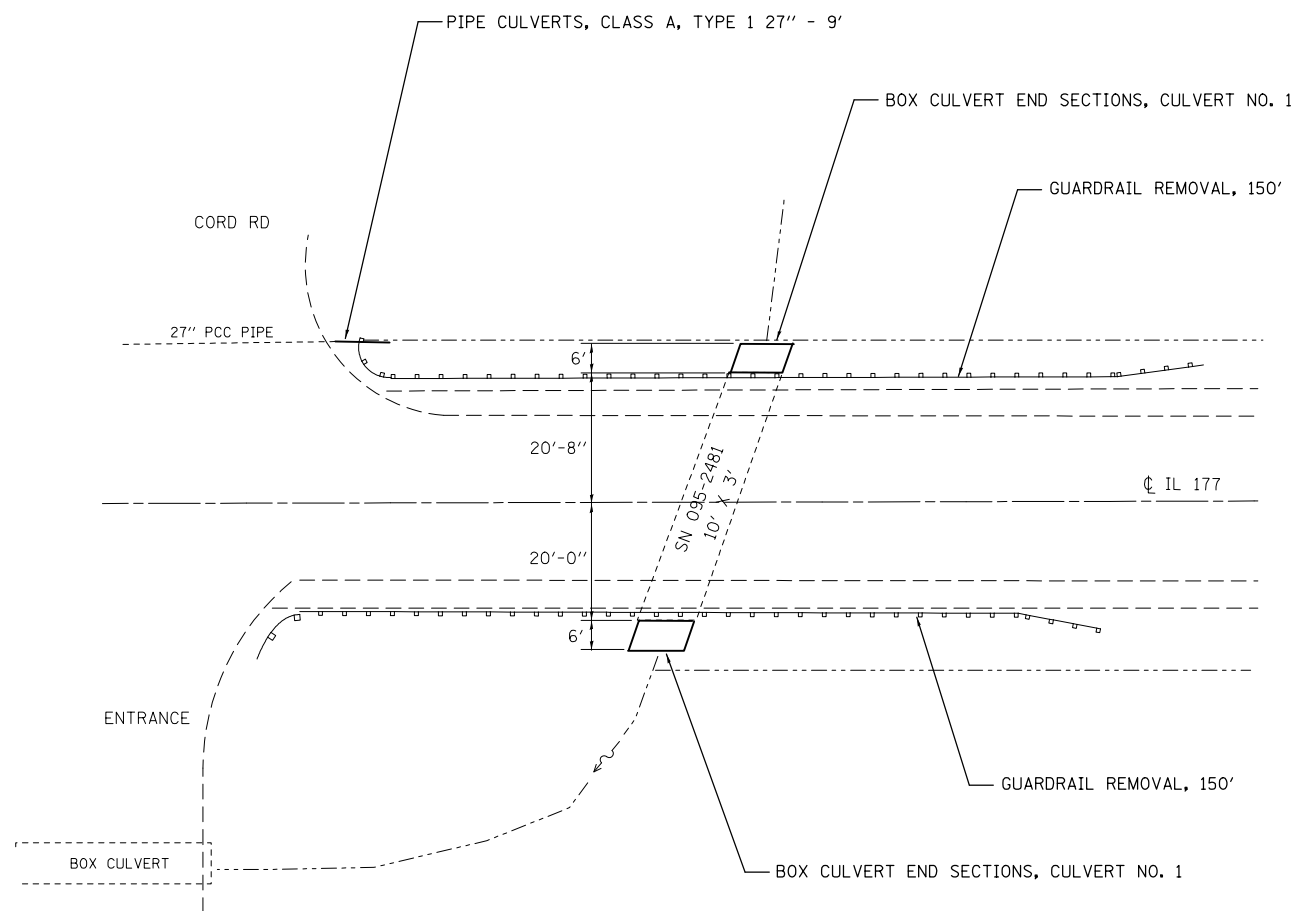 PIPE CULVERTS, CLASS A, TYPE 1 27" - 9'
BOX CULVERT END SECTIONS, CULVERT NO. 1
GUARDRAIL REMOVAL, 150'
CORD RD
27" PCC PIPE
6'
20'-8"
SN 095-2481
10' X 3'
℄ IL 177
20'-0"
6'
ENTRANCE
GUARDRAIL REMOVAL, 150'
BOX CULVERT
BOX CULVERT END SECTIONS, CULVERT NO. 1